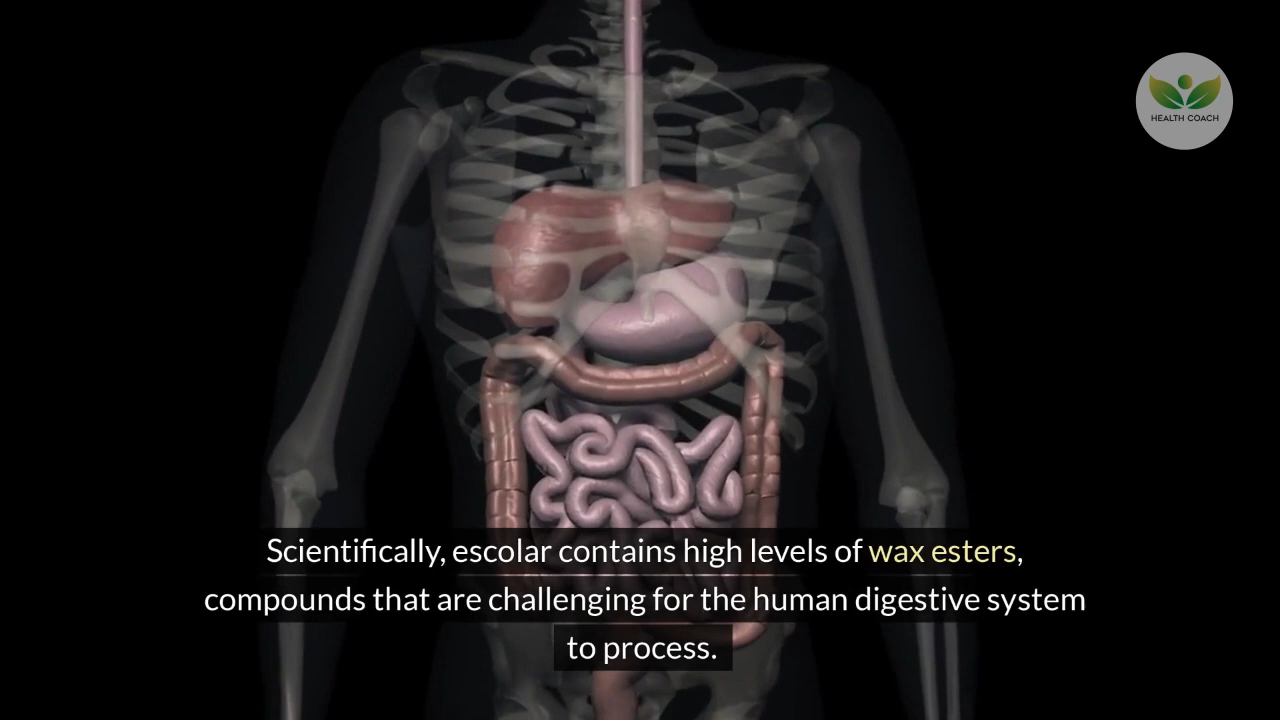 HEALTH COACH
Scientifically, escolar contains high levels of wax esters,
compounds that are challenging for the human digestive system
to process.